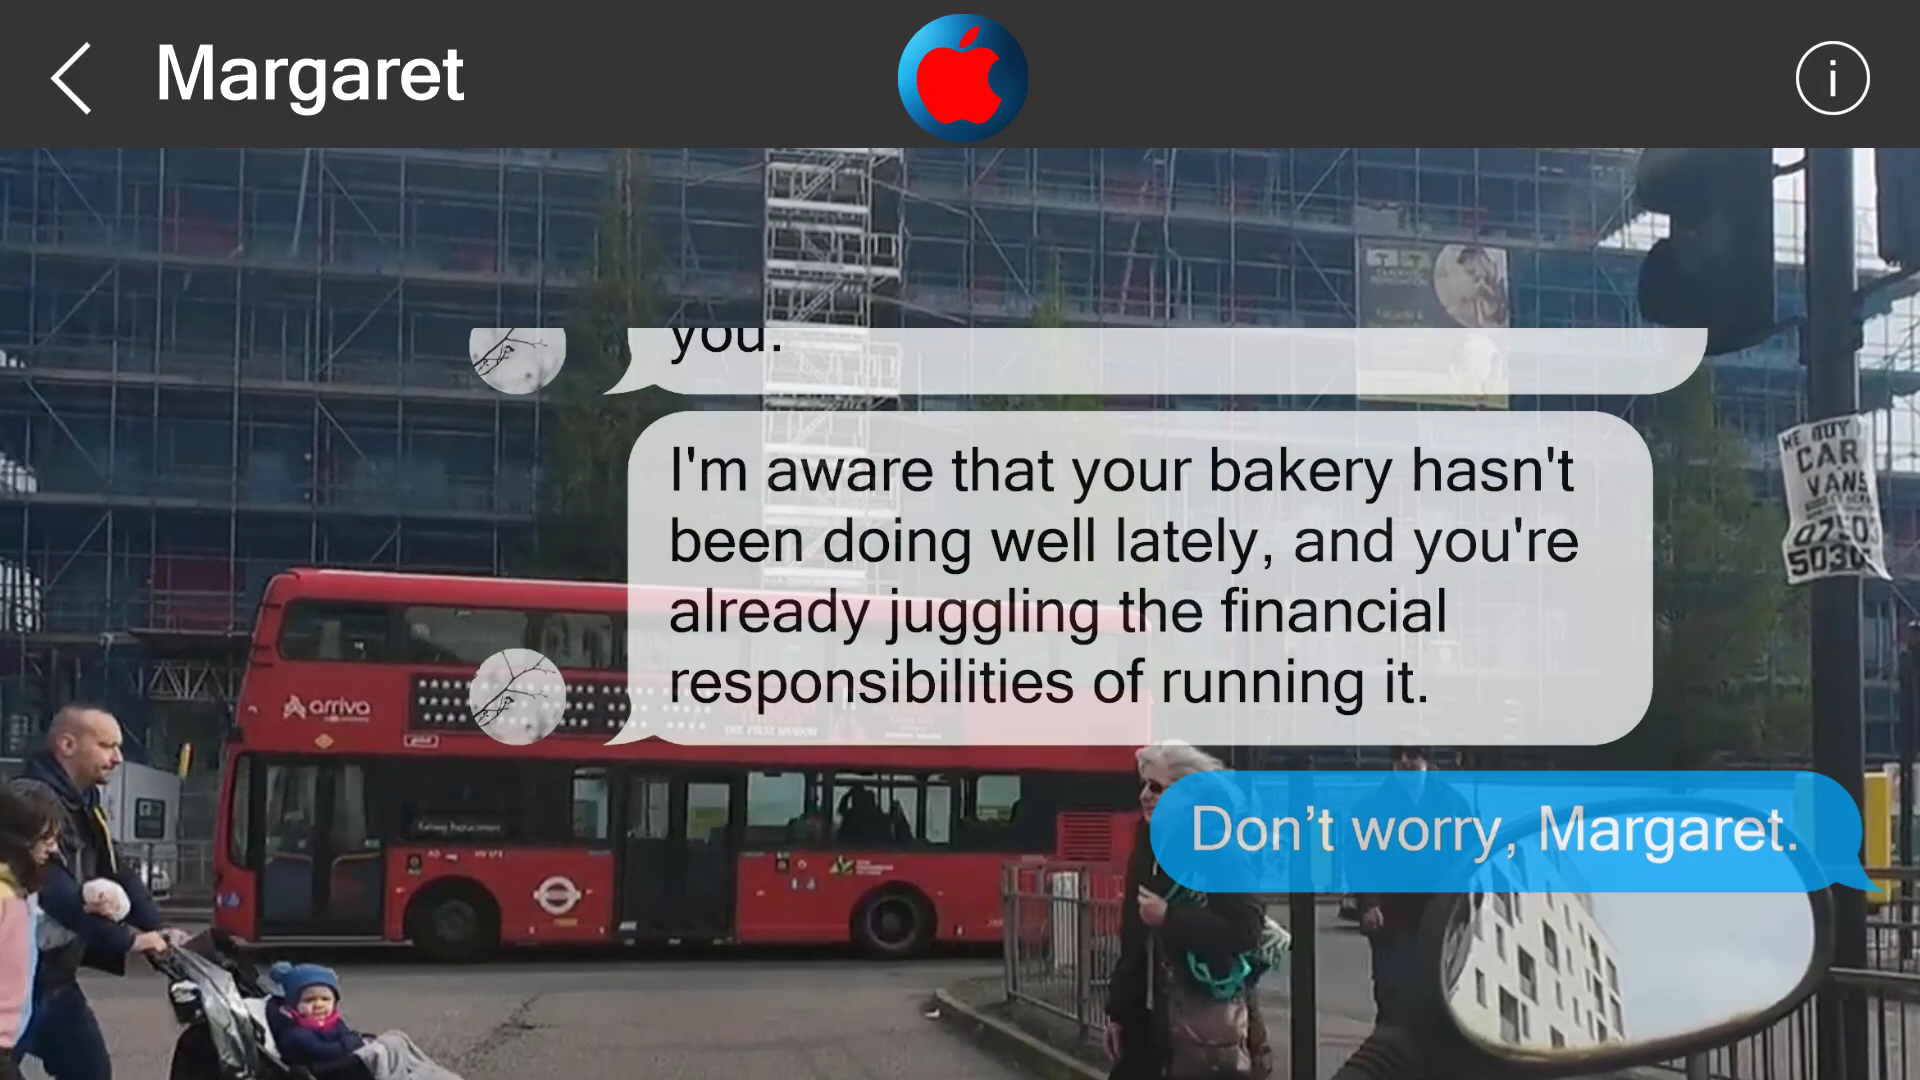 Margaret
you.
I'm aware that your bakery hasn't
been doing well lately, and you're
already juggling the financial
responsibilities of running it.
Don’t worry, Margaret.
WE BUY
CAR
VANS
arriva